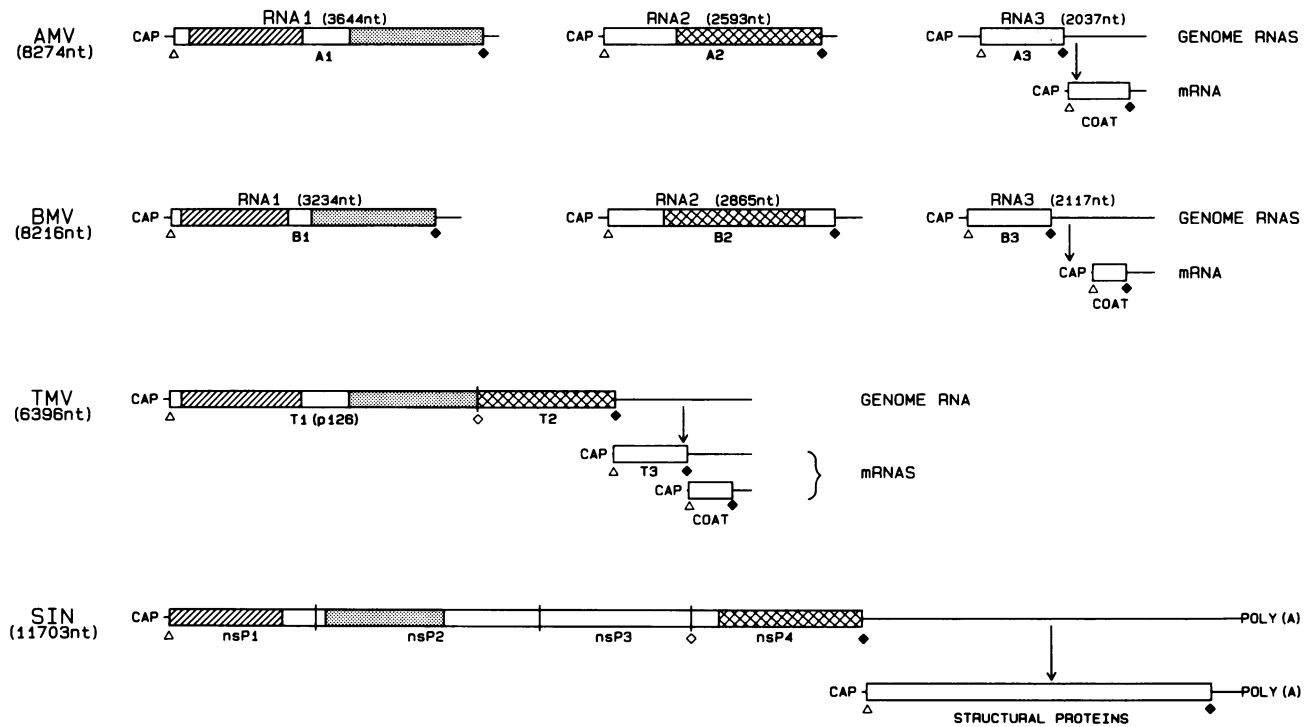 AMV
(8274nt)
CAP
RNA1 (3644nt)
A1
RNA2 (2593nt)
A2
CAP
RNA3 (2037nt)
A3
GENOME RNAS
CAP
mRNA
COAT
BMV
(8216nt)
CAP
RNA1 (3234nt)
B1
CAP
RNA2 (2865nt)
B2
CAP
RNA3 (2117nt)
B3
GENOME RNAS
CAP
mRNA
COAT
TMV
(6396nt)
CAP
T1(p126)
T2
GENOME RNA
CAP
T3
mRNAS
CAP
COAT
SIN
(11703nt)
CAP
nsP1
nsP2
nsP3
nsP4
POLY(A)
CAP
POLY(A)
STRUCTURAL PROTEINS